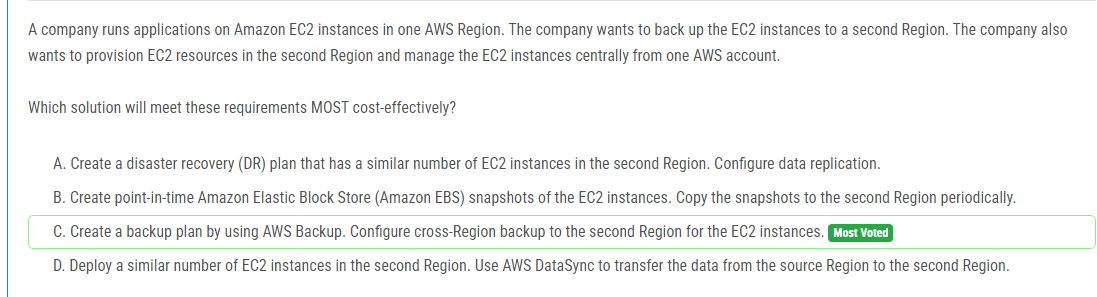 A company runs applications on Amazon EC2 instances in one AWS Region. The company wants to back up the EC2 instances to a second Region. The company also
wants to provision EC2 resources in the second Region and manage the EC2 instances centrally from one AWS account.
Which solution will meet these requirements MOST cost-effectively?
A. Create a disaster recovery (DR) plan that has a similar number of EC2 instances in the second Region. Configure data replication.
B. Create point-in-time Amazon Elastic Block Store (Amazon EBS) snapshots of the EC2 instances. Copy the snapshots to the second Region periodically.
C. Create a backup plan by using AWS Backup. Configure cross-Region backup to the second Region for the EC2 instances. Most Voted
D. Deploy a similar number of EC2 instances in the second Region. Use AWS DataSync to transfer the data from the source Region to the second Region.